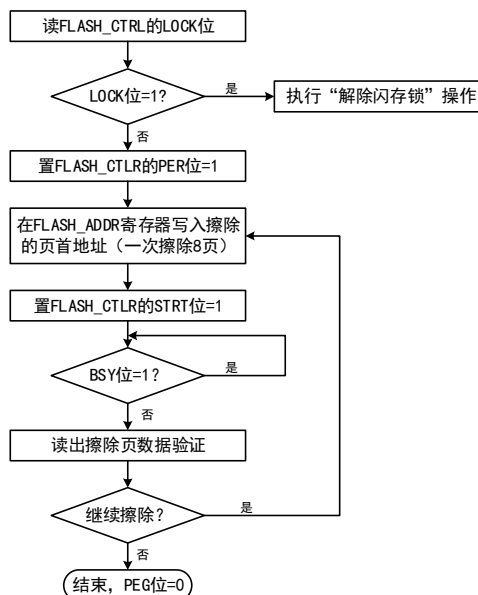 读FLASH_CTRL的LOCK位
LOCK位=1?
是
执行“解除闪存锁”操作
否
置FLASH_CTLR的PER位=1
在FLASH_ADDR寄存器写入擦除
的页首地址（一次擦除8页）
置FLASH_CTLR的STRT位=1
BSY位=1?
是
否
读出擦除页数据验证
继续擦除?
是
否
结束, PEG位=0